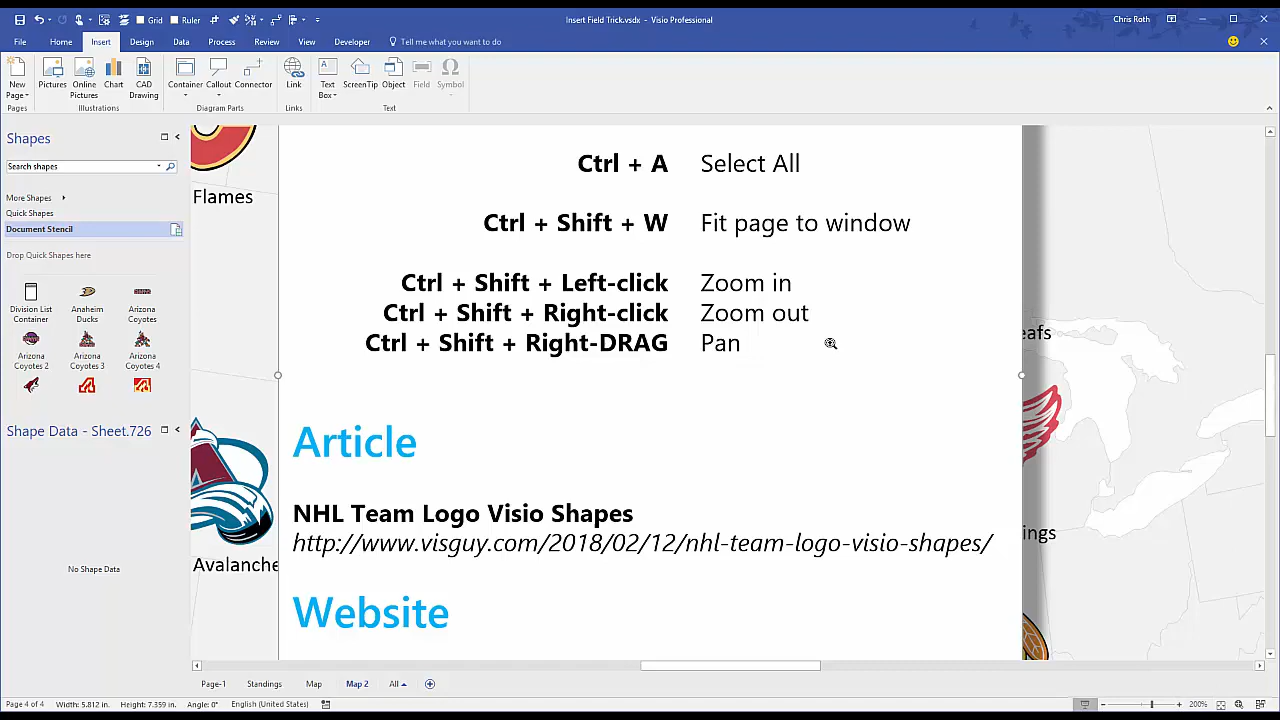 Insert Field Trick.vsdx - Visio Professional
Chris Roth
Grid
Ruler
File Home Insert Design Data Process Review View Developer Tell me what you want to do
New Page
Pictures
Online Pictures
Chart
CAD Drawing
Container
Callout
Connector
Link
Text Box
ScreenTip
Object
Field
Symbol
Pages
Illustrations
Diagram Parts
Links
Text
Shapes
Search shapes
More Shapes
Quick Shapes
Document Stencil
Drop Quick Shapes here
Division List Container
Anaheim Ducks
Arizona Coyotes
Arizona Coyotes 2
Arizona Coyotes 3
Arizona Coyotes 4
Shape Data - Sheet.726
No Shape Data
Flames
Avalanche
Ctrl + A Select All
Ctrl + Shift + W Fit page to window
Ctrl + Shift + Left-click Zoom in
Ctrl + Shift + Right-click Zoom out
Ctrl + Shift + Right-DRAG Pan
Article
NHL Team Logo Visio Shapes
http://www.visguy.com/2018/02/12/nhl-team-logo-visio-shapes/
Website
eafs
ings
Page-1 Standings Map Map 2 All
Page 4 of 4 Width: 5.812 in. Height: 7.359 in. Angle: 0° English (United States)
200%